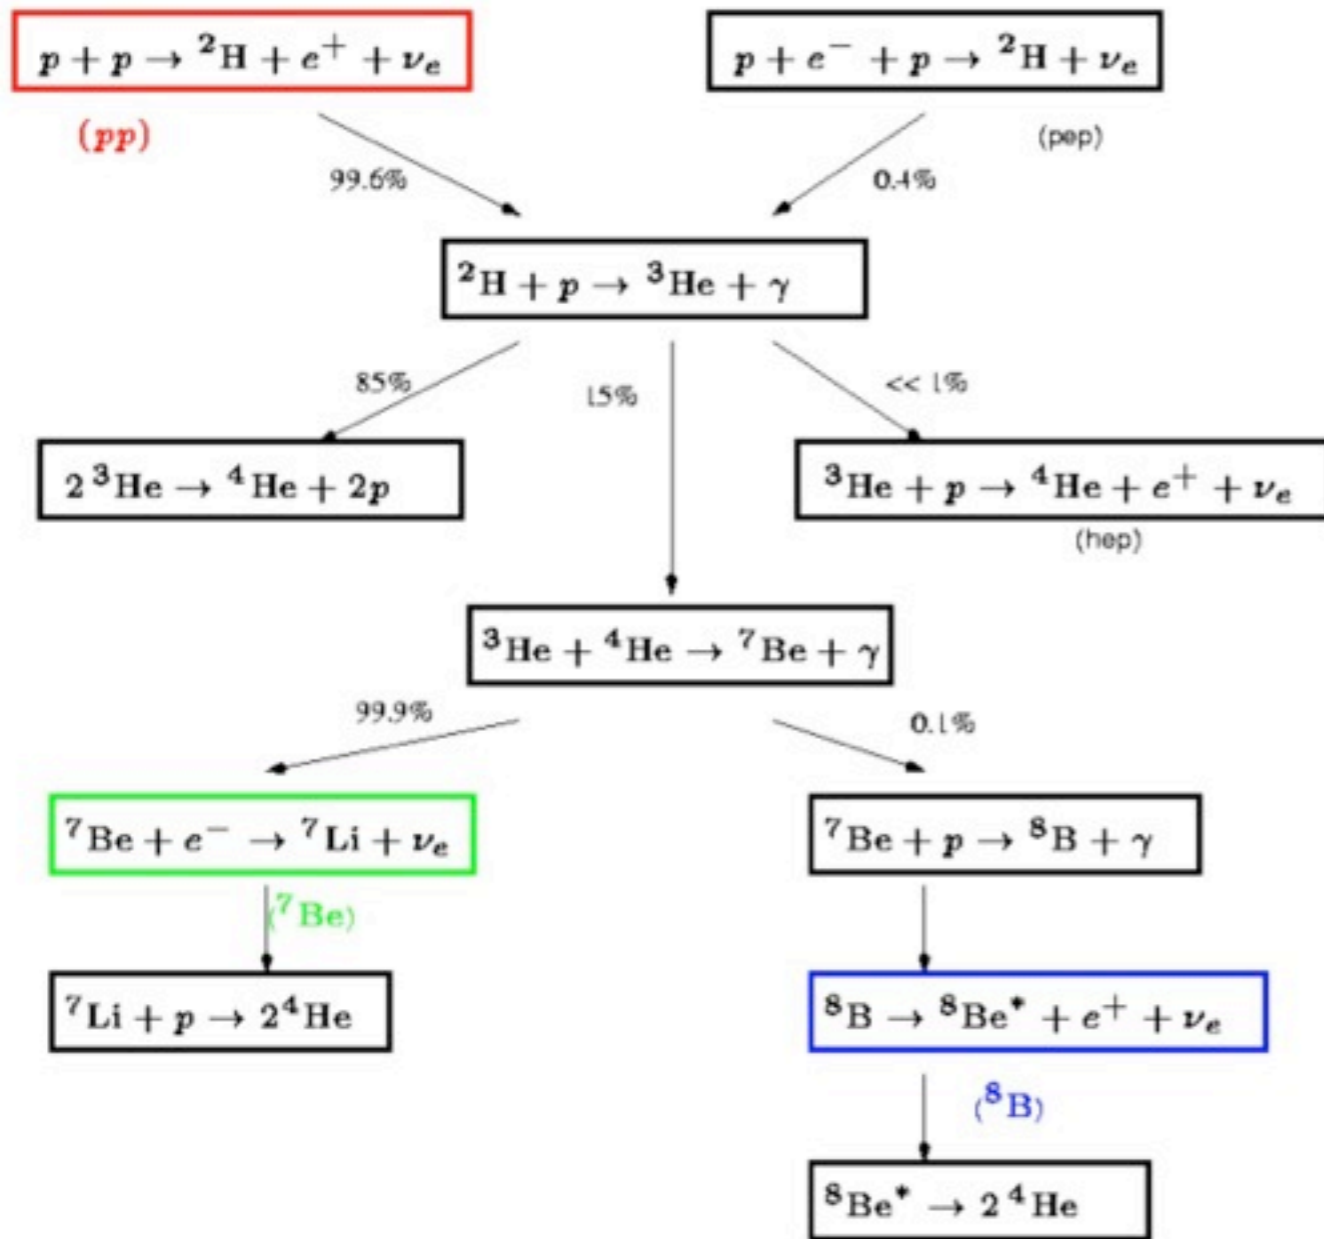 p + p → ²H + e⁺ + νₑ
p + e⁻ + p → ²H + νₑ
(pp)
(pep)
99.6%
0.4%
²H + p → ³He + γ
85%
15%
<< 1%
2 ³He → ⁴He + 2p
³He + p → ⁴He + e⁺ + νₑ
(hep)
³He + ⁴He → ⁷Be + γ
99.9%
0.1%
⁷Be + e⁻ → ⁷Li + νₑ
⁷Be + p → ⁸B + γ
(⁷Be)
⁷Li + p → 2⁴He
⁸B → ⁸Be* + e⁺ + νₑ
(⁸B)
⁸Be* → 2 ⁴He